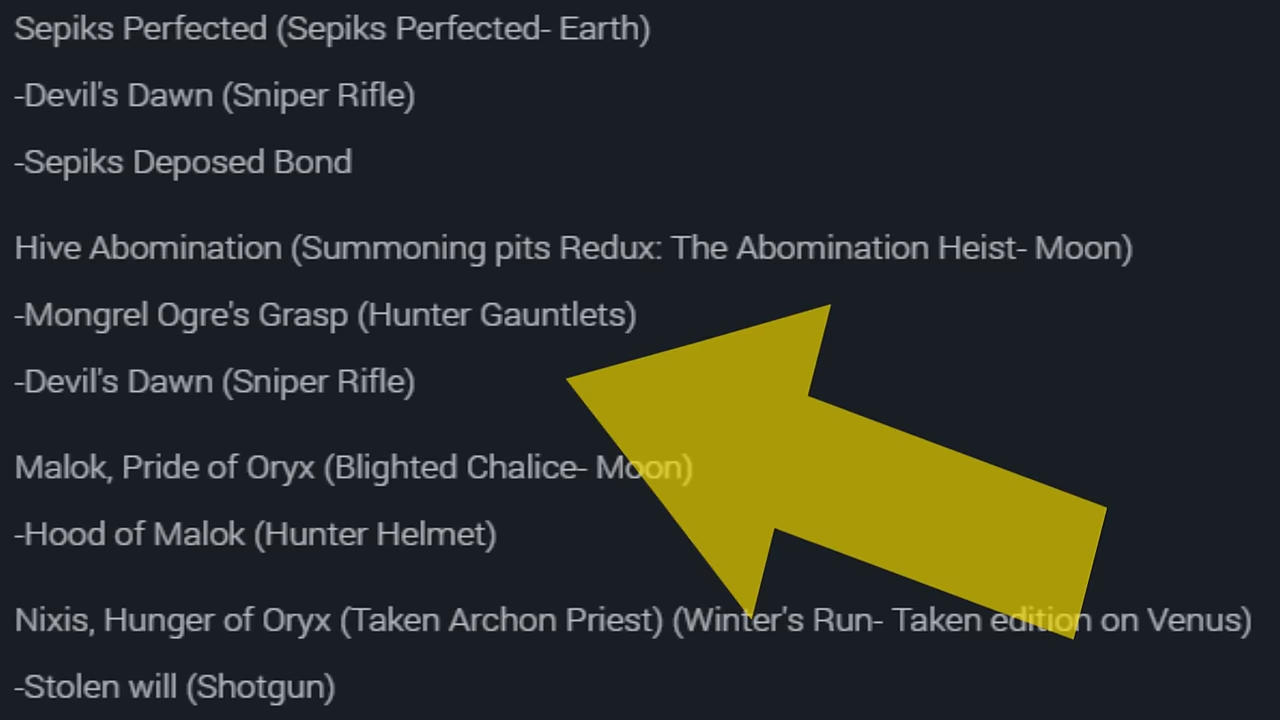 Sepiks Perfected (Sepiks Perfected- Earth)
-Devil's Dawn (Sniper Rifle)
-Sepiks Deposed Bond
Hive Abomination (Summoning pits Redux: The Abomination Heist- Moon)
-Mongrel Ogre's Grasp (Hunter Gauntlets)
-Devil's Dawn (Sniper Rifle)
Malok, Pride of Oryx (Blighted Chalice- Moon)
-Hood of Malok (Hunter Helmet)
Nixis, Hunger of Oryx (Taken Archon Priest) (Winter's Run- Taken edition on Venus)
-Stolen will (Shotgun)